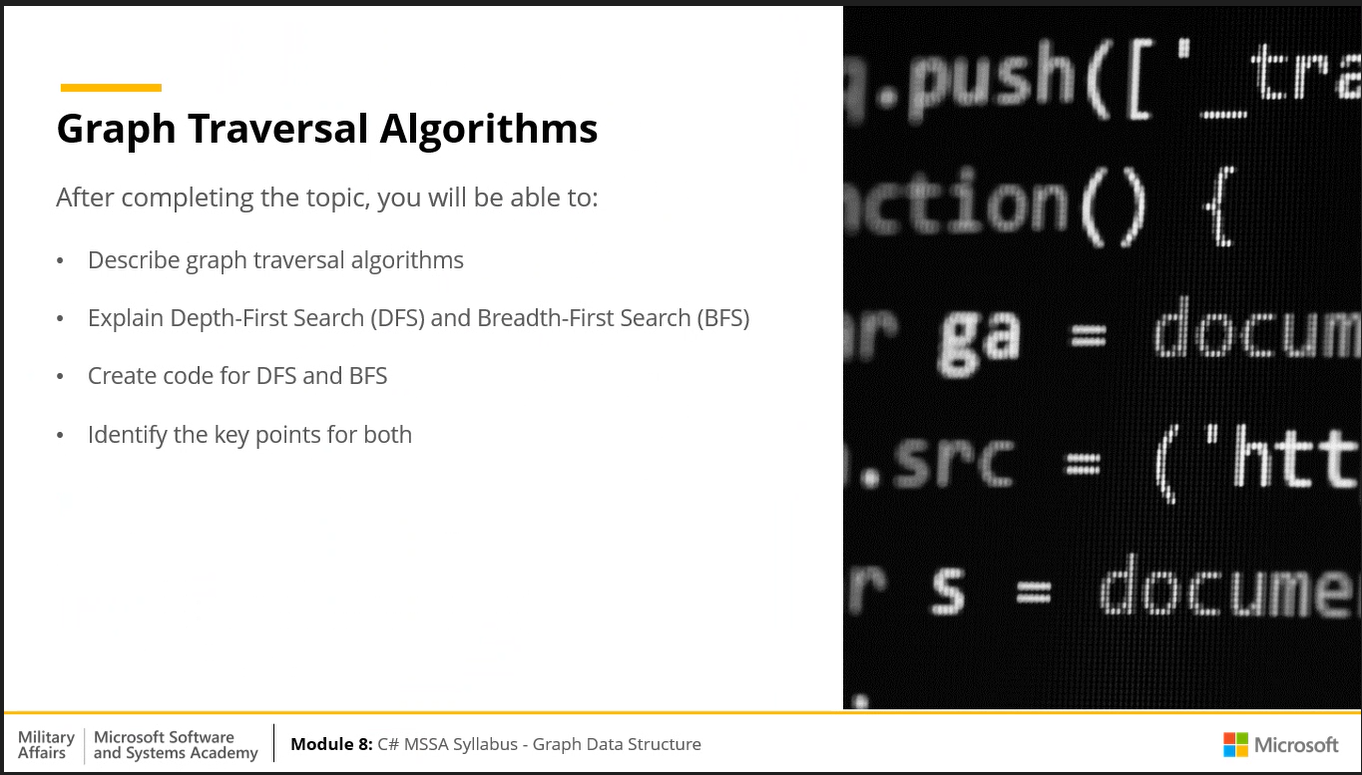 Graph Traversal Algorithms
After completing the topic, you will be able to:
• Describe graph traversal algorithms
• Explain Depth-First Search (DFS) and Breadth-First Search (BFS)
• Create code for DFS and BFS
• Identify the key points for both
q.push(['_tra
nction() {
ar ga = docum
.src = ('htt
r s = docume
Military Affairs
Microsoft Software and Systems Academy
Module 8: C# MSSA Syllabus - Graph Data Structure
Microsoft